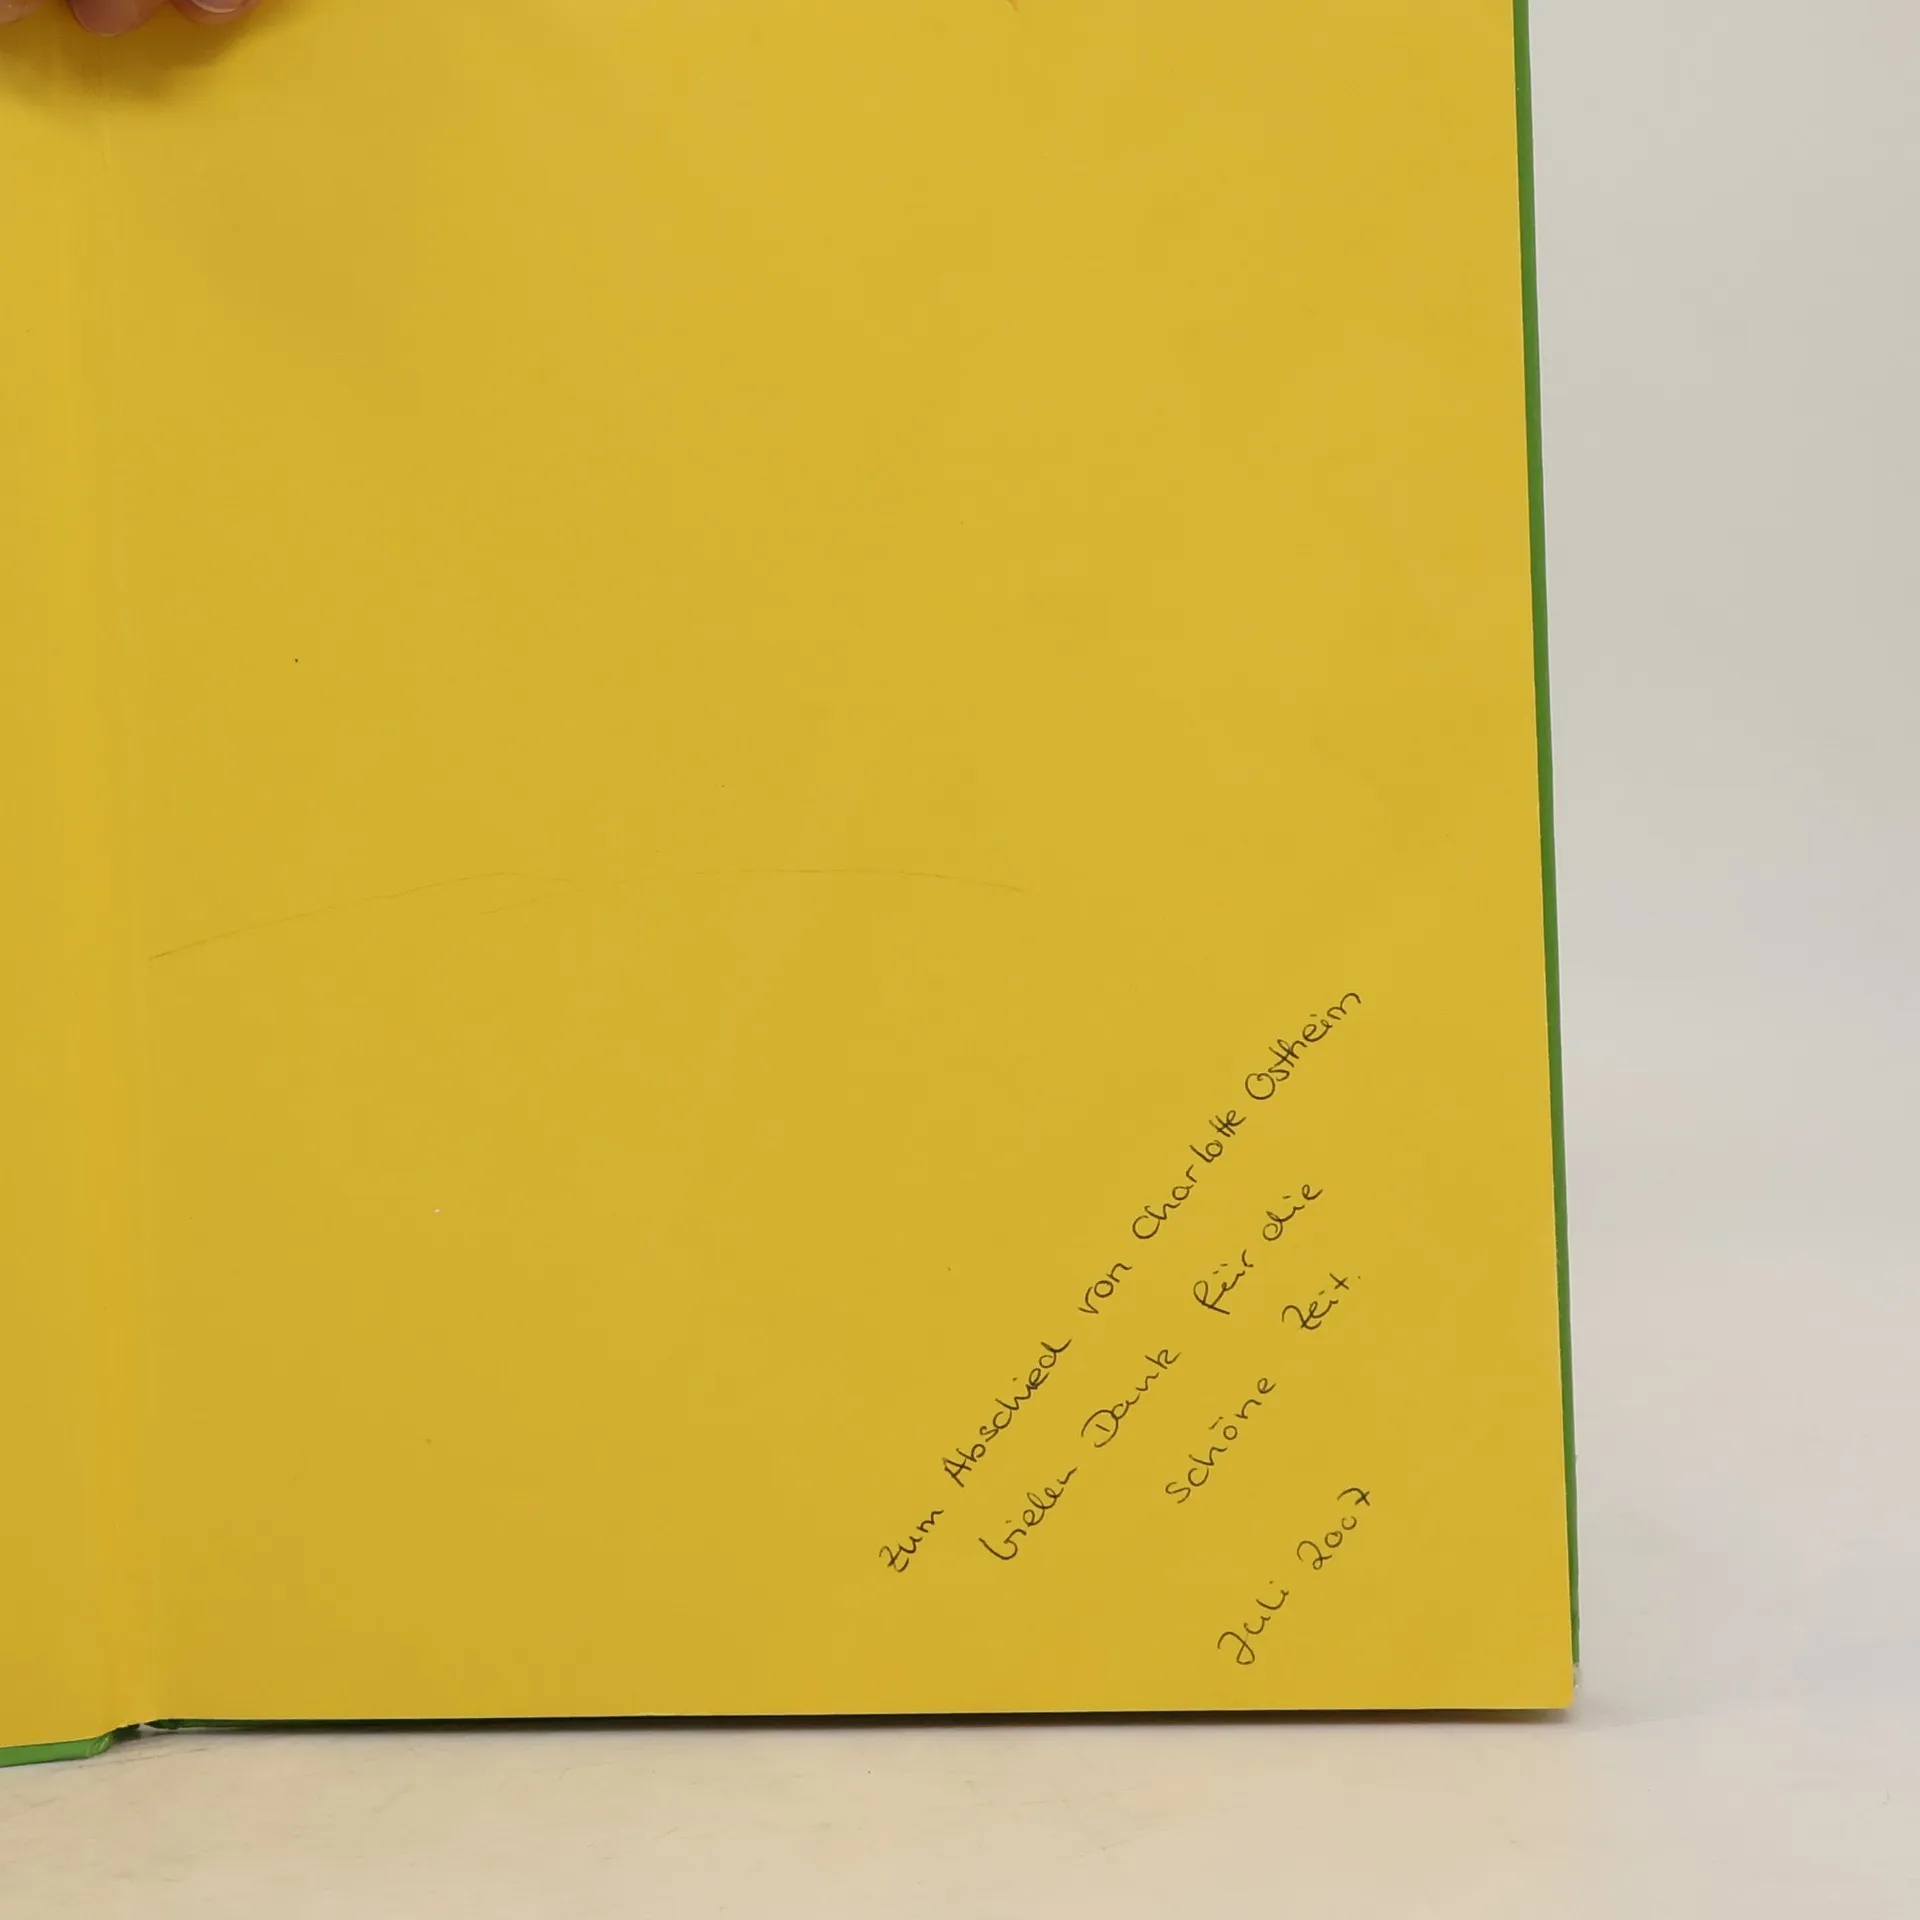 Zum Abschied von Charlotte Ostheim
Vielen Dank für die
schöne Zeit.
Juli 2007